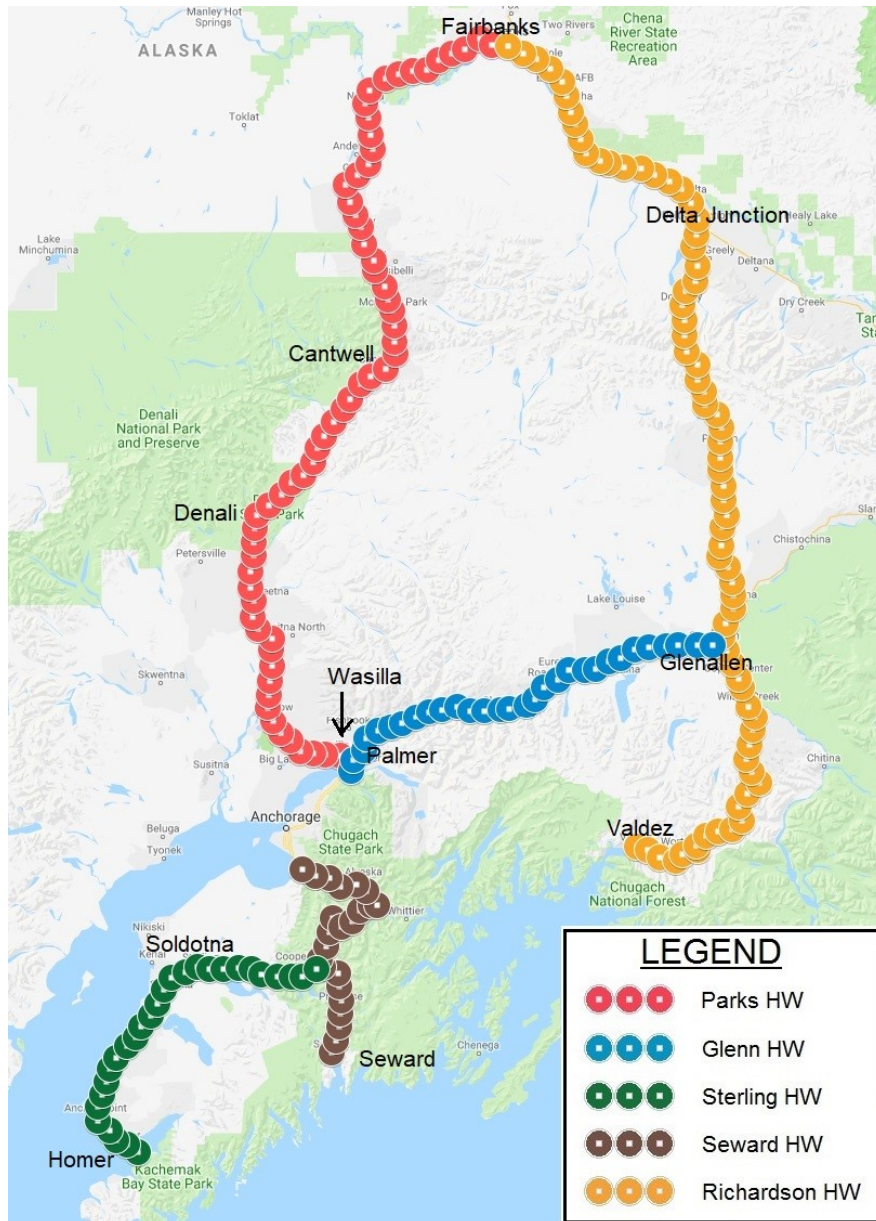 Manley Hot
Springs
Fox
Two Rivers
Chena
River State
Recreation
Area
Fairbanks
ALASKA
Toklat
Delta Junction
Healy Lake
Lake
Minchumina
Greely
Deltana
Dry Creek
Cantwell
Denali
National Park
and Preserve
Denali
Park
Petersville
Chistochina
Lake Louise
Skwentna
Glenallen
Wasilla
Palmer
Susitna
Chitina
Anchorage
Chugach
State Park
Beluga
Tyonek
Valdez
Chugach
National Forest
Whittier
Nikiski
Kenai
Soldotna
Chenega
Seward
Homer
Kachemak
Bay State Park
LEGEND
Parks HW
Glenn HW
Sterling HW
Seward HW
Richardson HW